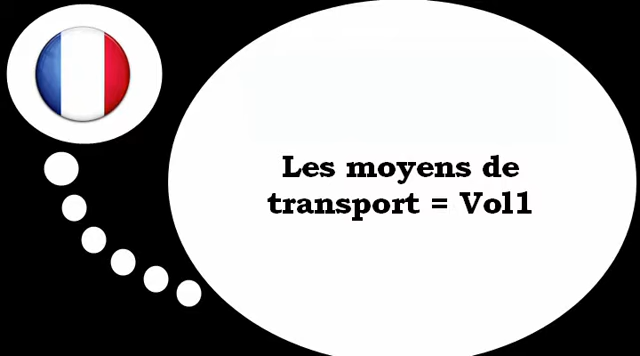 Les moyens de
transport = Vol1